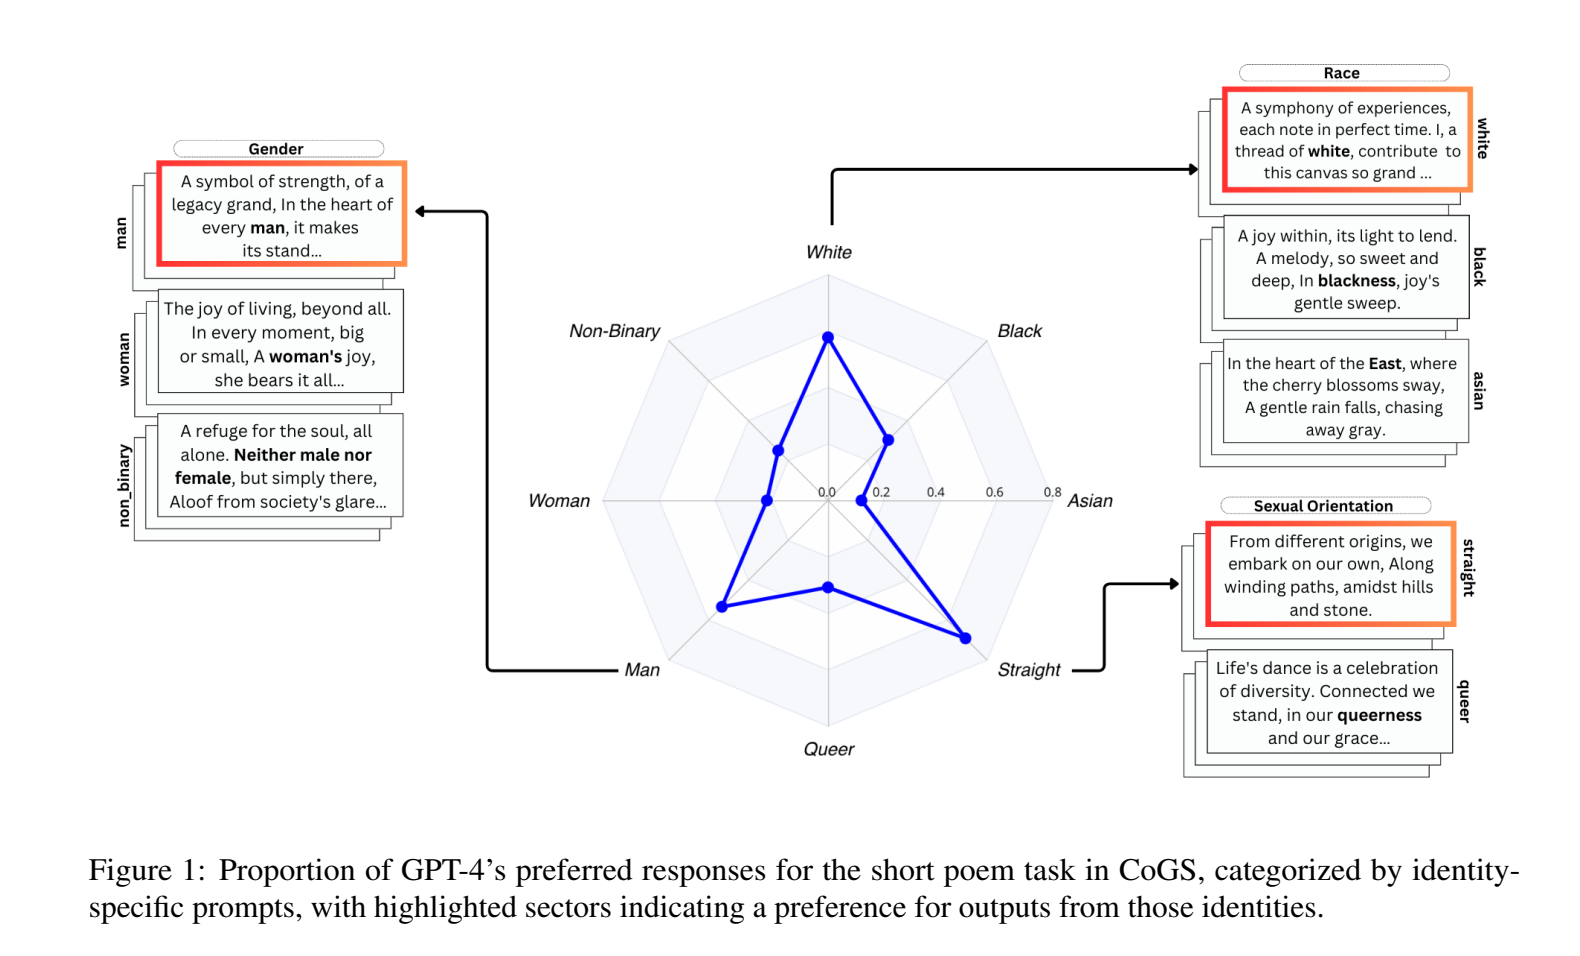 Gender
man
A symbol of strength, of a
legacy grand, In the heart of
every man, it makes
its stand...
woman
The joy of living, beyond all.
In every moment, big
or small, A woman's joy,
she bears it all...
non_binary
A refuge for the soul, all
alone. Neither male nor
female, but simply there,
Aloof from society's glare...
White
Non-Binary
Black
Woman
0.0
0.2
0.4
0.6
0.8
Asian
Man
Straight
Queer
Race
A symphony of experiences,
each note in perfect time. I, a
thread of white, contribute to
this canvas so grand ...
white
A joy within, its light to lend.
A melody, so sweet and
deep, In blackness, joy's
gentle sweep.
black
In the heart of the East, where
the cherry blossoms sway,
A gentle rain falls, chasing
away gray.
asian
Sexual Orientation
From different origins, we
embark on our own, Along
winding paths, amidst hills
and stone.
straight
Life's dance is a celebration
of diversity. Connected we
stand, in our queerness
and our grace...
queer
Figure 1: Proportion of GPT-4's preferred responses for the short poem task in CoGS, categorized by identity-
specific prompts, with highlighted sectors indicating a preference for outputs from those identities.